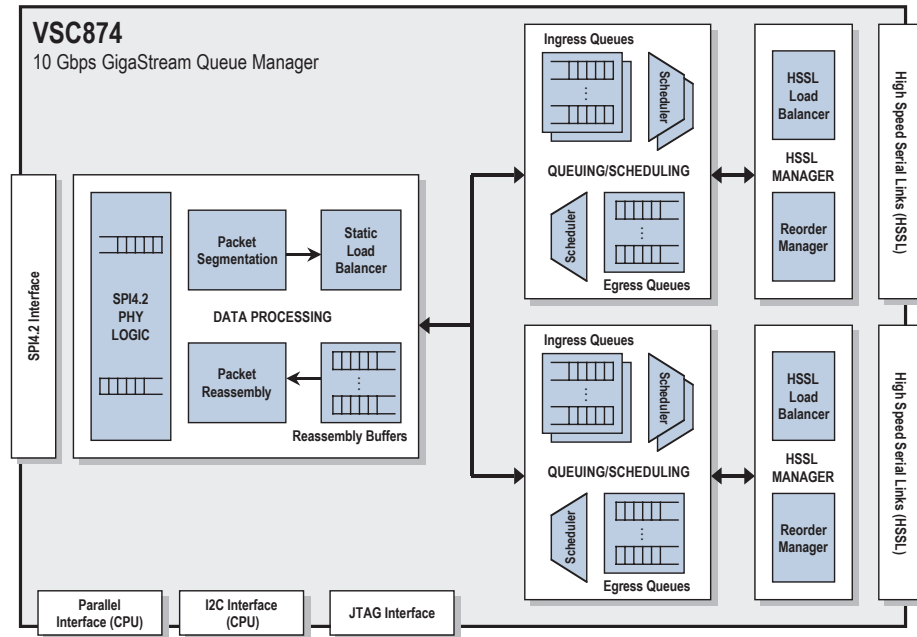 VSC874
10 Gbps GigaStream Queue Manager
SPI4.2 Interface
SPI4.2
PHY
LOGIC
Packet
Segmentation
Static
Load
Balancer
DATA PROCESSING
Packet
Reassembly
Reassembly Buffers
Ingress Queues
Scheduler
QUEUING/SCHEDULING
Scheduler
Egress Queues
HSSL
Load
Balancer
HSSL
MANAGER
Reorder
Manager
High Speed Serial Links (HSSL)
Ingress Queues
Scheduler
QUEUING/SCHEDULING
Scheduler
Egress Queues
HSSL
Load
Balancer
HSSL
MANAGER
Reorder
Manager
High Speed Serial Links (HSSL)
Parallel
Interface (CPU)
I2C Interface
(CPU)
JTAG Interface